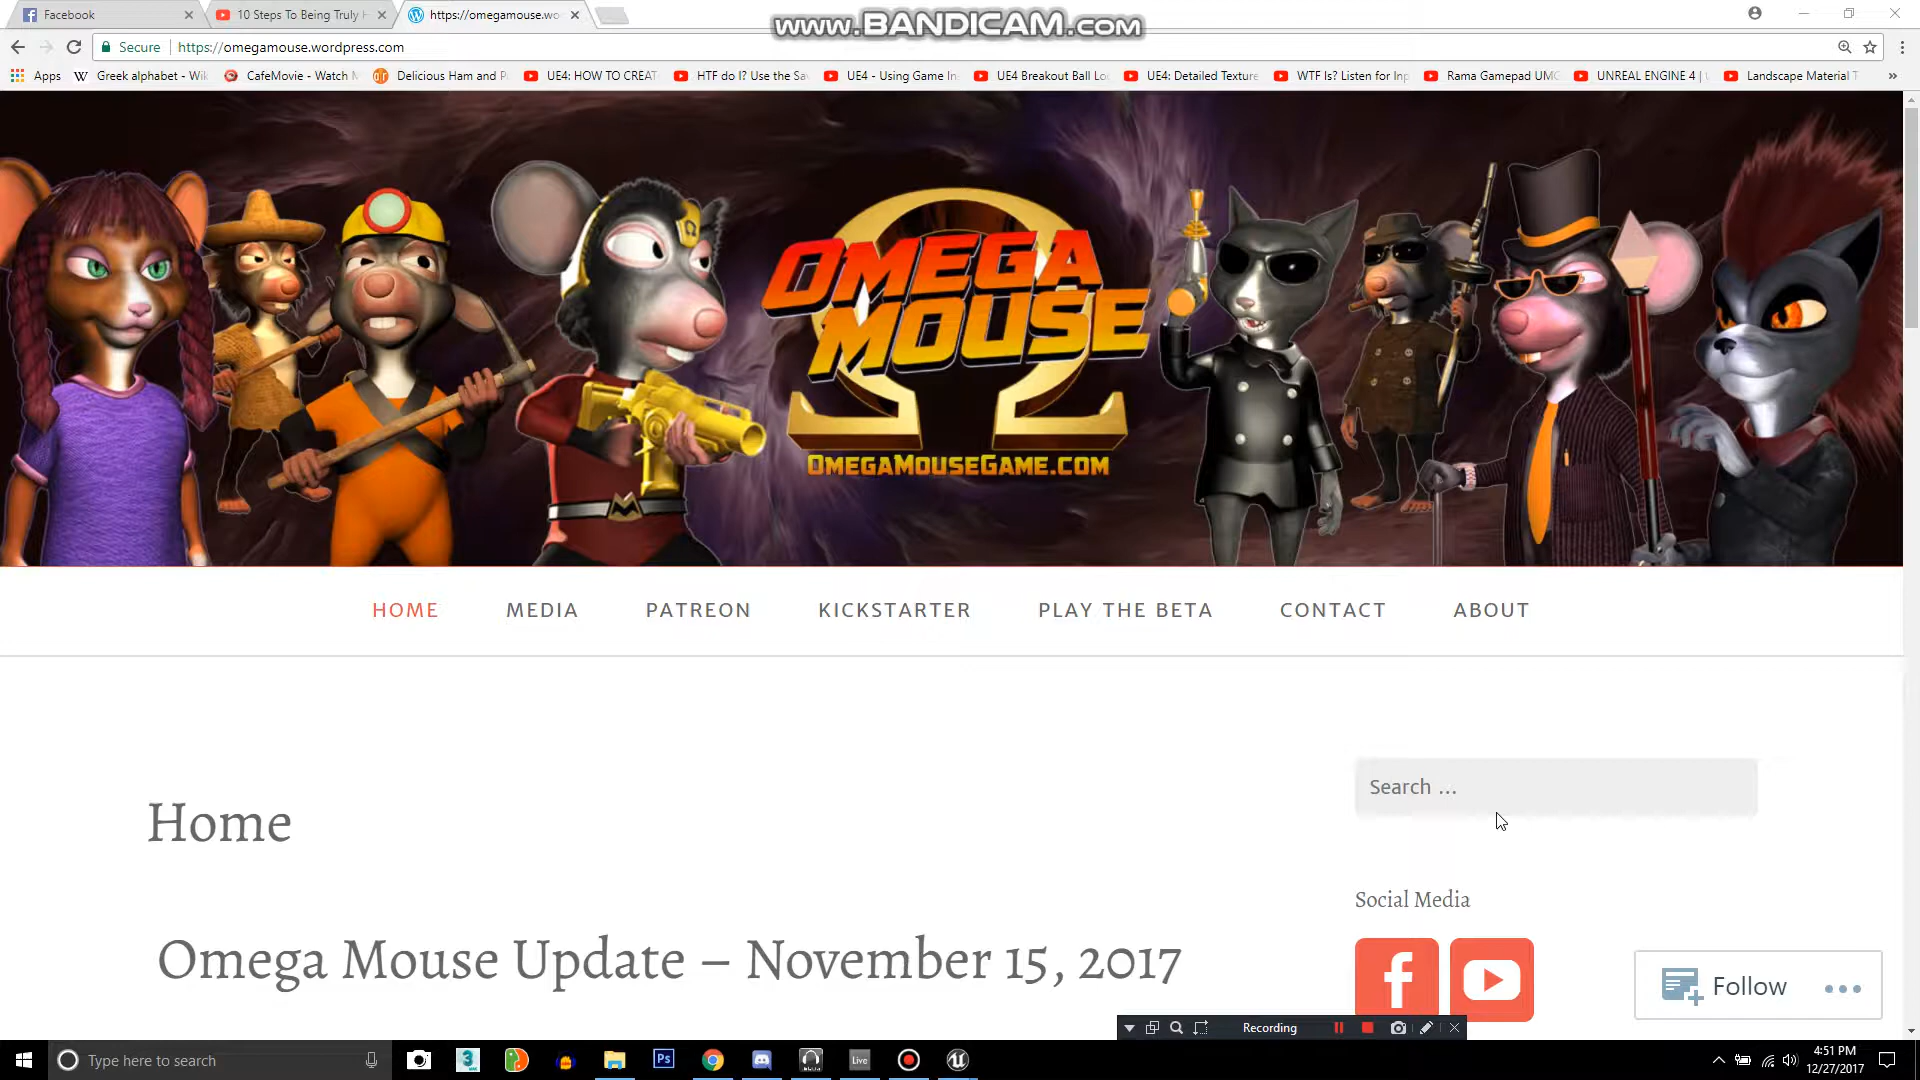 Facebook
10 Steps To Being Truly H
https://omegamouse.wo
www.BANDICAM.com
Secure
https://omegamouse.wordpress.com
Apps
Greek alphabet - Wik
CafeMovie - Watch M
Delicious Ham and P
UE4: HOW TO CREAT
HTF do I? Use the Sa
UE4 - Using Game In
UE4 Breakout Ball Lo
UE4: Detailed Texture
WTF Is? Listen for Inp
Rama Gamepad UMG
UNREAL ENGINE 4 |
Landscape Material T
OMEGA
MOUSE
OMEGAMOUSEGAME.COM
HOME
MEDIA
PATREON
KICKSTARTER
PLAY THE BETA
CONTACT
ABOUT
Search ...
Home
Social Media
Omega Mouse Update – November 15, 2017
Follow
Recording
Type here to search
Ps
Live
4:51 PM
12/27/2017